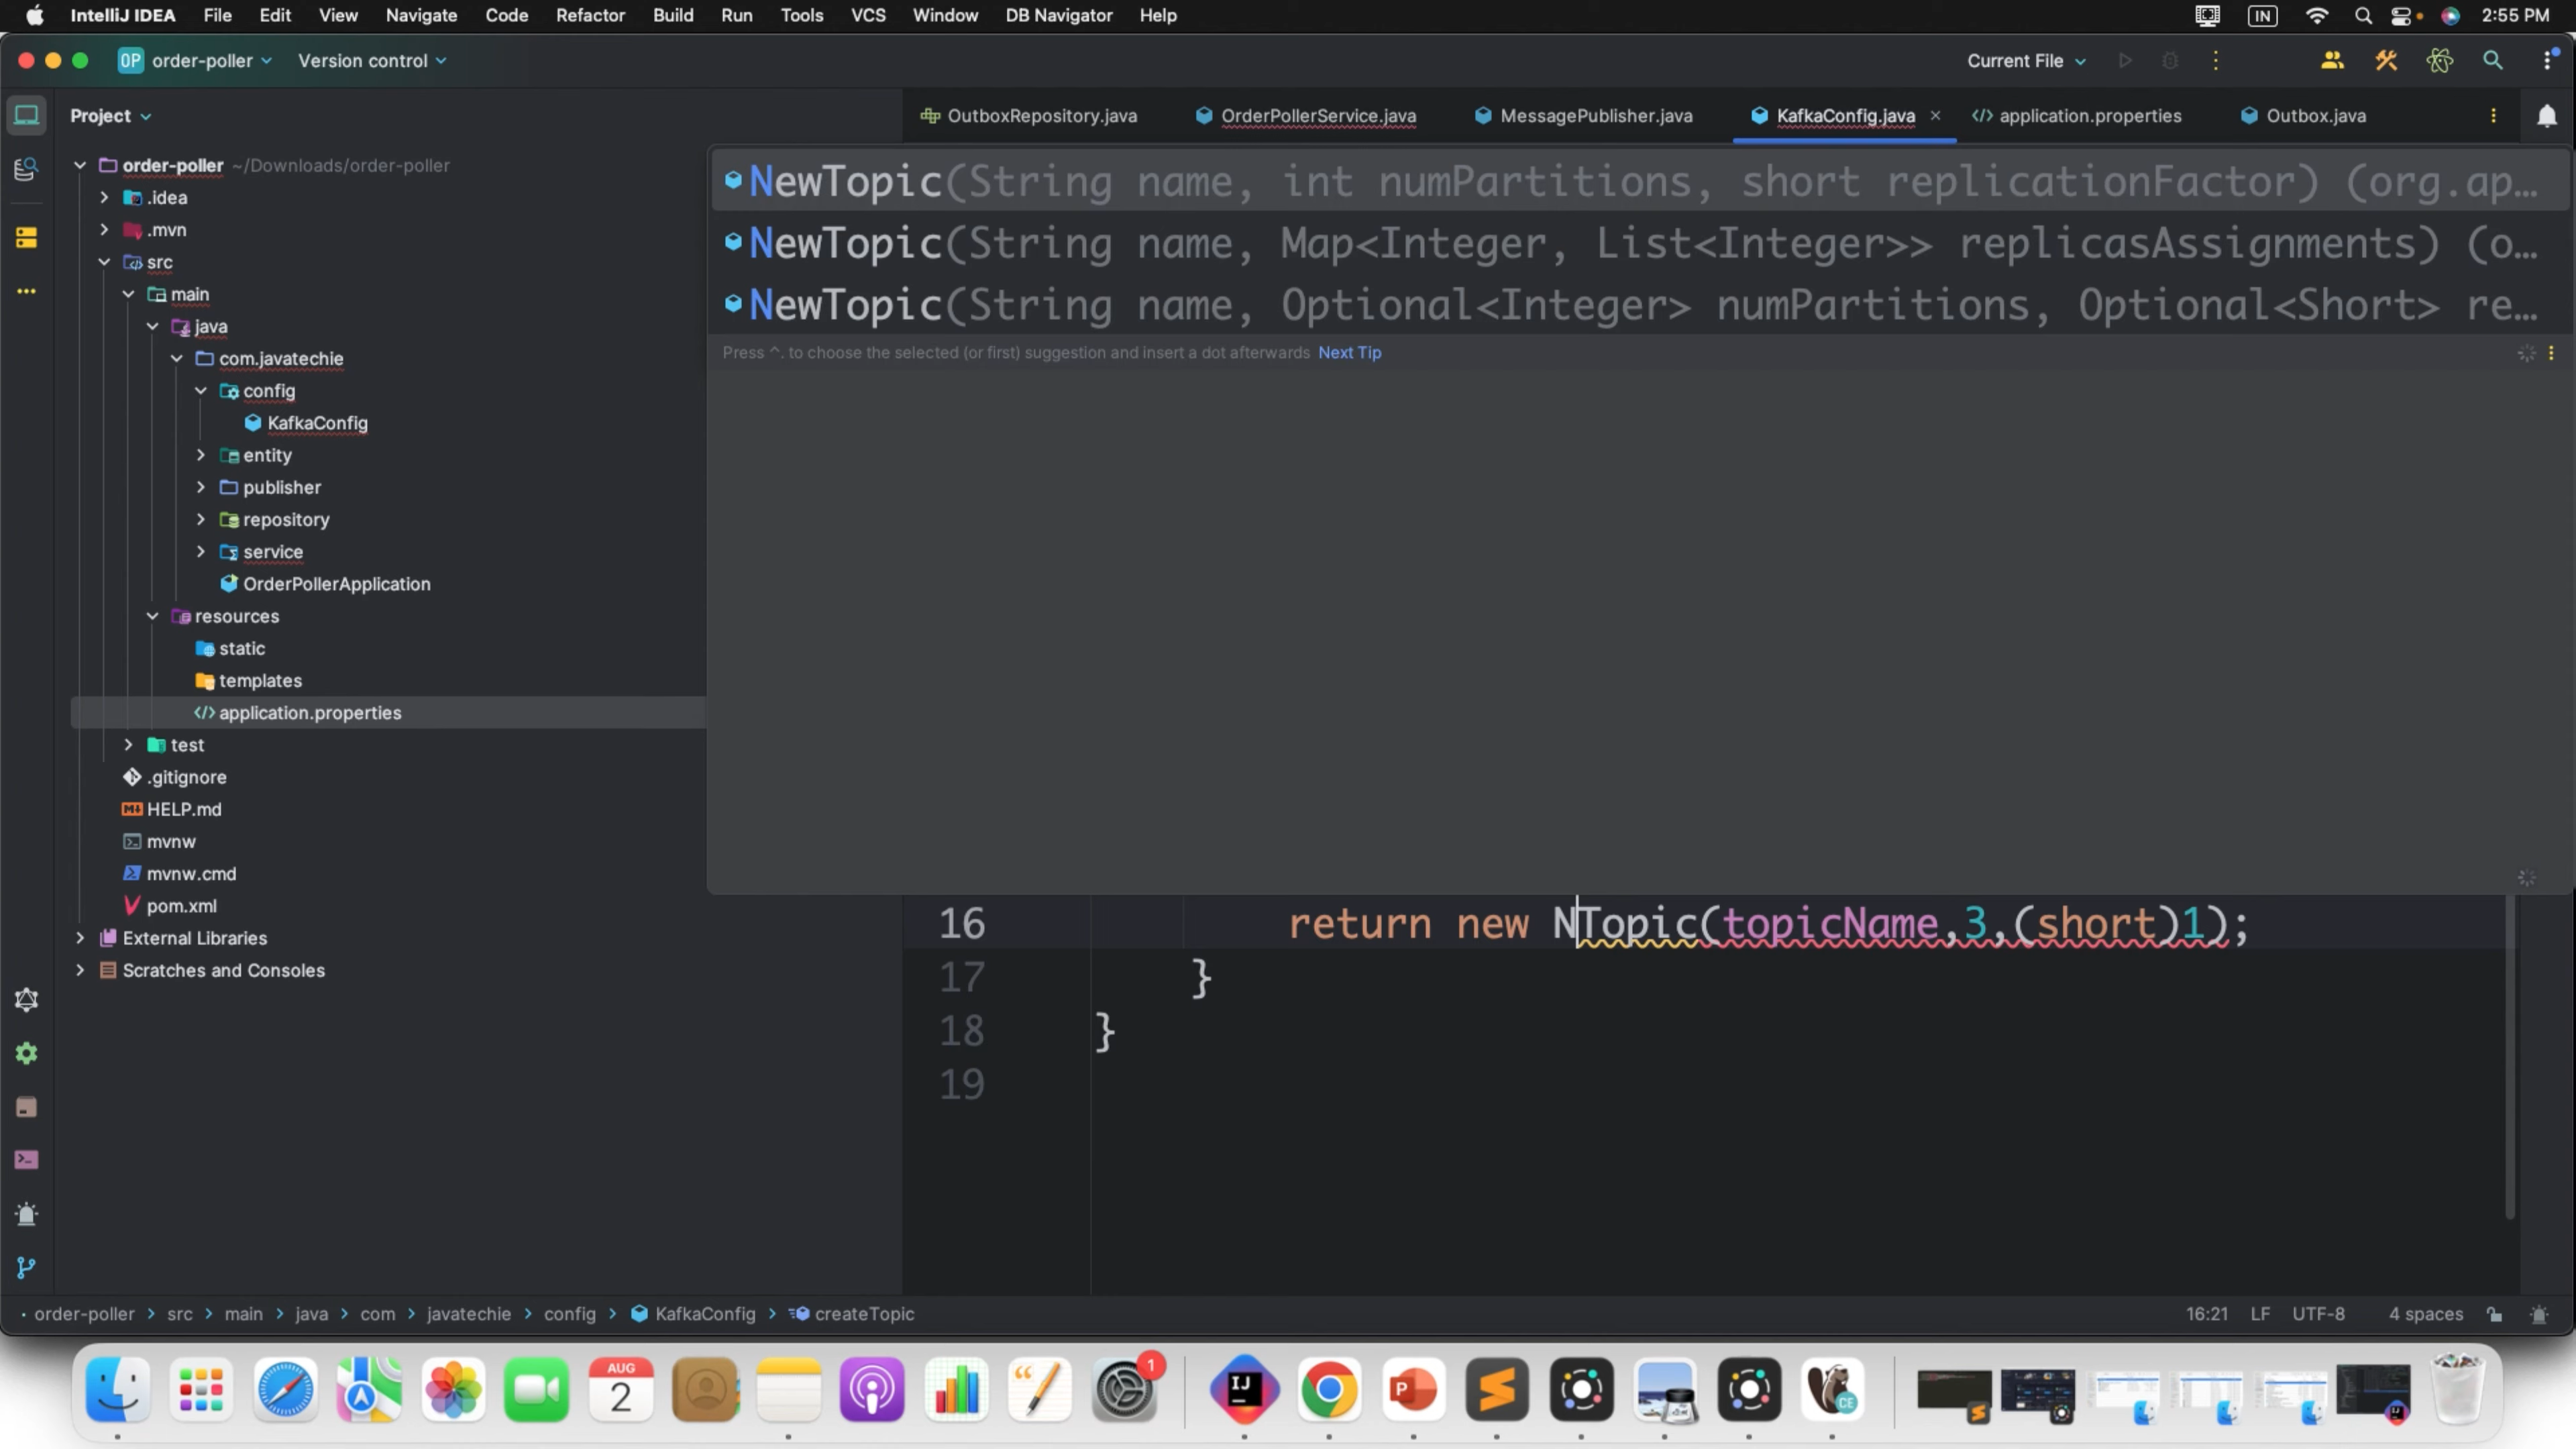 IntelliJ IDEA File Edit View Navigate Code Refactor Build Run Tools VCS Window DB Navigator Help IN 2:55 PM
OP order-poller Version control Current File
Project
OutboxRepository.java OrderPollerService.java MessagePublisher.java KafkaConfig.java application.properties Outbox.java
order-poller ~/Downloads/order-poller
.idea
.mvn
src
main
java
com.javatechie
config
KafkaConfig
entity
publisher
repository
service
OrderPollerApplication
resources
static
templates
application.properties
test
.gitignore
HELP.md
mvnw
mvnw.cmd
pom.xml
External Libraries
Scratches and Consoles
NewTopic(String name, int numPartitions, short replicationFactor) (org.ap…
NewTopic(String name, Map<Integer, List<Integer>> replicasAssignments) (o…
NewTopic(String name, Optional<Integer> numPartitions, Optional<Short> re…
Press ^. to choose the selected (or first) suggestion and insert a dot afterwards Next Tip
16 return new NTopic(topicName,3,(short)1);
17 }
18 }
19
order-poller > src > main > java > com > javatechie > config > KafkaConfig > createTopic 16:21 LF UTF-8 4 spaces
AUG
2
1
IJ
P
CE